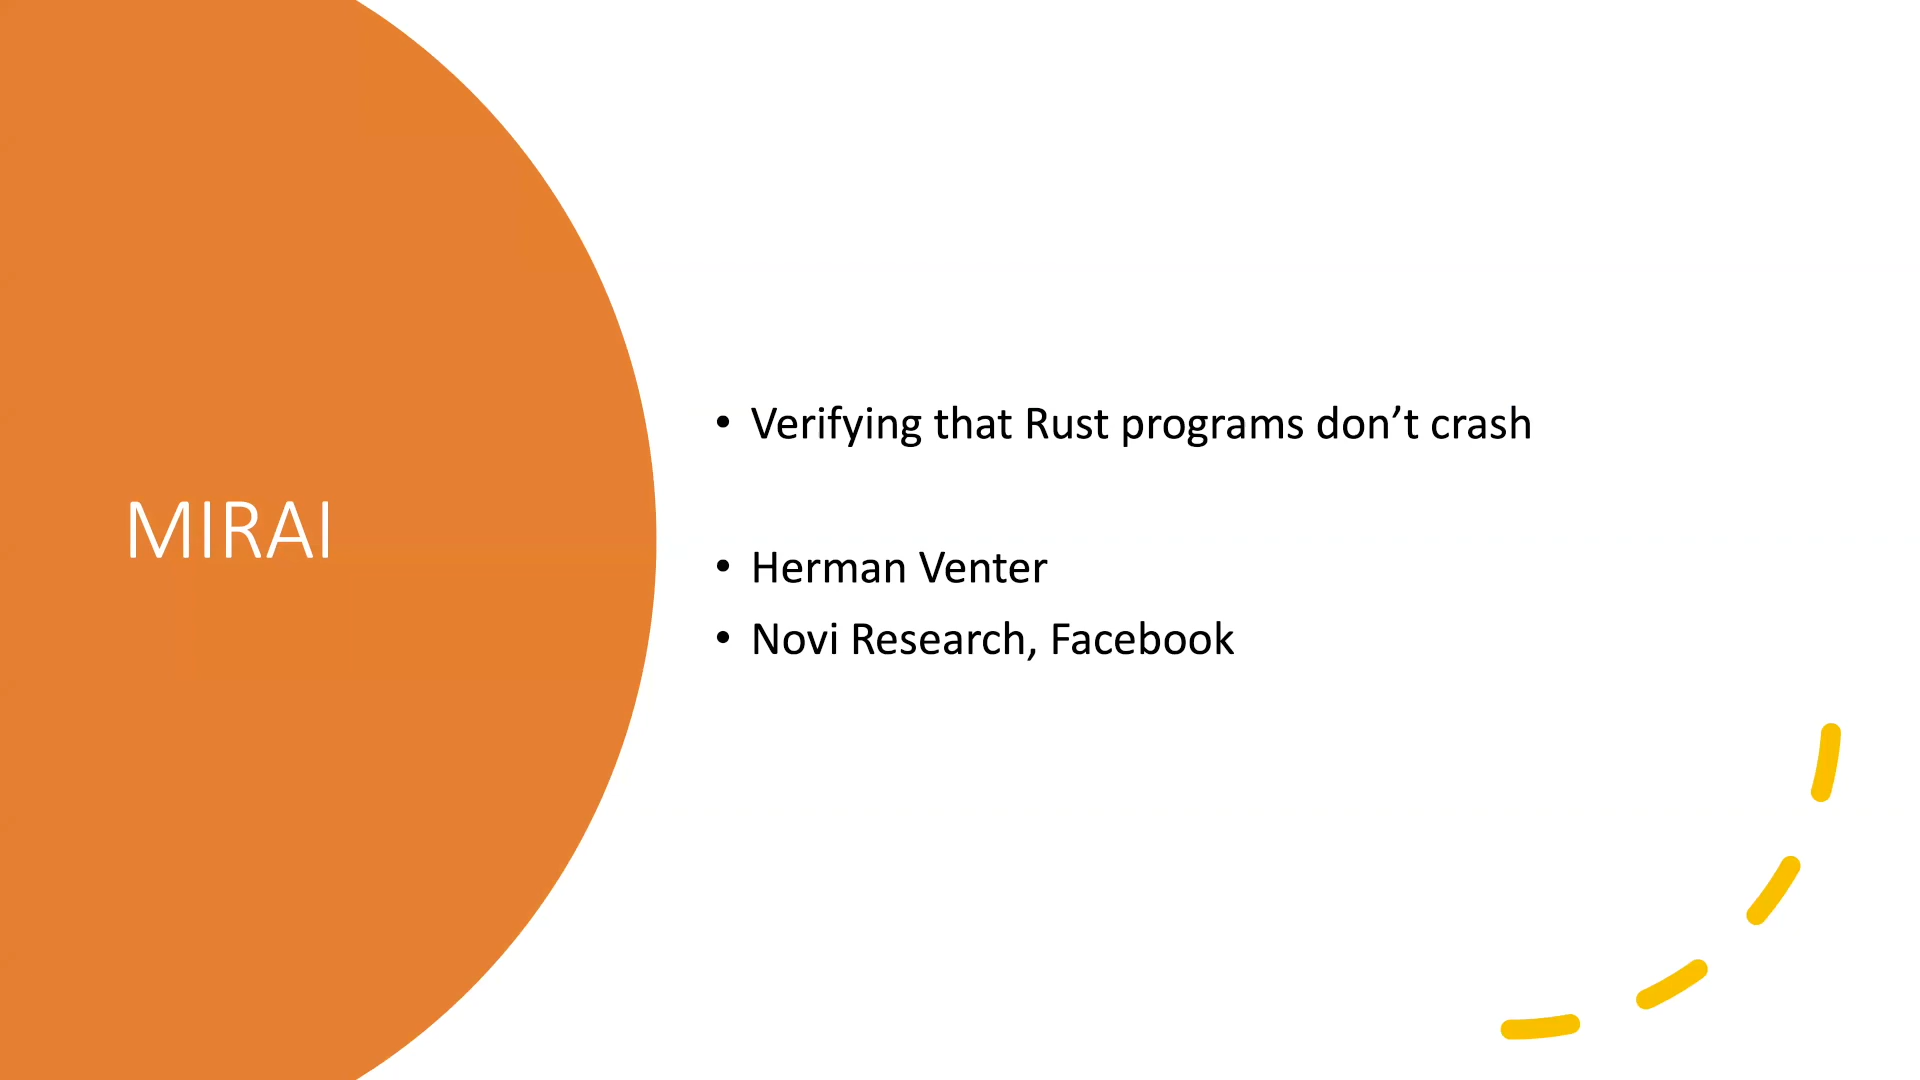 MIRAI
• Verifying that Rust programs don’t crash
• Herman Venter
• Novi Research, Facebook